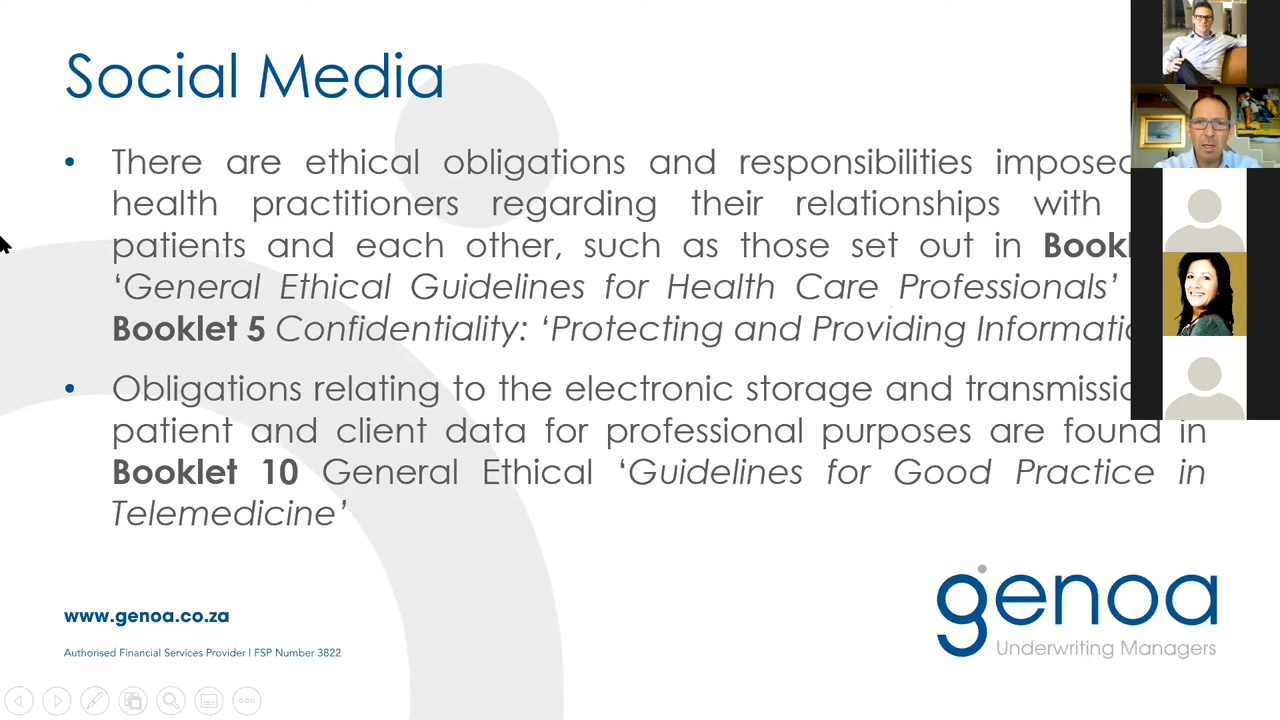 Social Media
• There are ethical obligations and responsibilities imposed
health practitioners regarding their relationships with
patients and each other, such as those set out in
‘General Ethical Guidelines for Health Care Professionals’
Booklet 5 Confidentiality: ‘Protecting and Providing
• Obligations relating to the electronic storage and
patient and client data for professional purposes are found in
Booklet 10 General Ethical ‘Guidelines for Good Practice in
Telemedicine’
www.genoa.co.za
Authorised Financial Services Provider | FSP Number 3822
genoa
Underwriting Managers